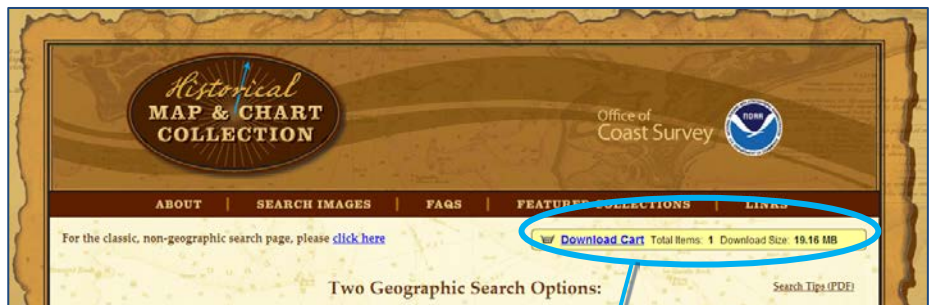 Historical
MAP & CHART
COLLECTION
Office of
Coast Survey
NOAA
ABOUT | SEARCH IMAGES | FAQS | FEATURED COLLECTIONS | LINKS
For the classic, non-geographic search page, please click here
Download Cart Total Items: 1 Download Size: 19.16 MB
Two Geographic Search Options:
Search Tips (PDF)